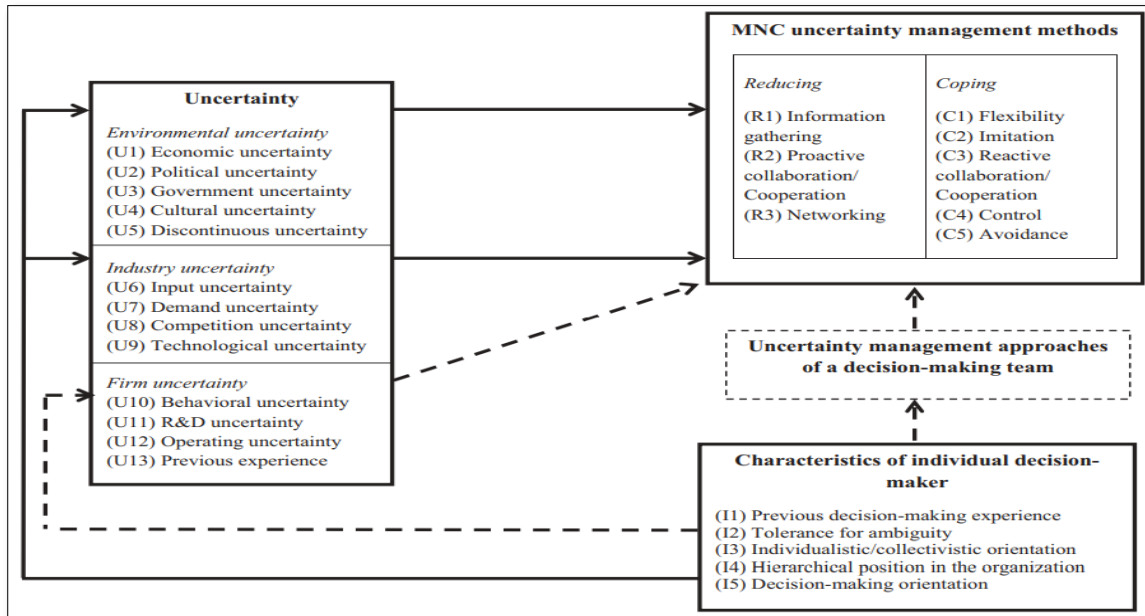 Uncertainty
Environmental uncertainty
(U1) Economic uncertainty
(U2) Political uncertainty
(U3) Government uncertainty
(U4) Cultural uncertainty
(U5) Discontinuous uncertainty
Industry uncertainty
(U6) Input uncertainty
(U7) Demand uncertainty
(U8) Competition uncertainty
(U9) Technological uncertainty
Firm uncertainty
(U10) Behavioral uncertainty
(U11) R&D uncertainty
(U12) Operating uncertainty
(U13) Previous experience
MNC uncertainty management methods
Reducing
(R1) Information
gathering
(R2) Proactive
collaboration/
Cooperation
(R3) Networking
Coping
(C1) Flexibility
(C2) Imitation
(C3) Reactive
collaboration/
Cooperation
(C4) Control
(C5) Avoidance
Uncertainty management approaches
of a decision-making team
Characteristics of individual decision-
maker
(I1) Previous decision-making experience
(I2) Tolerance for ambiguity
(I3) Individualistic/collectivistic orientation
(I4) Hierarchical position in the organization
(I5) Decision-making orientation